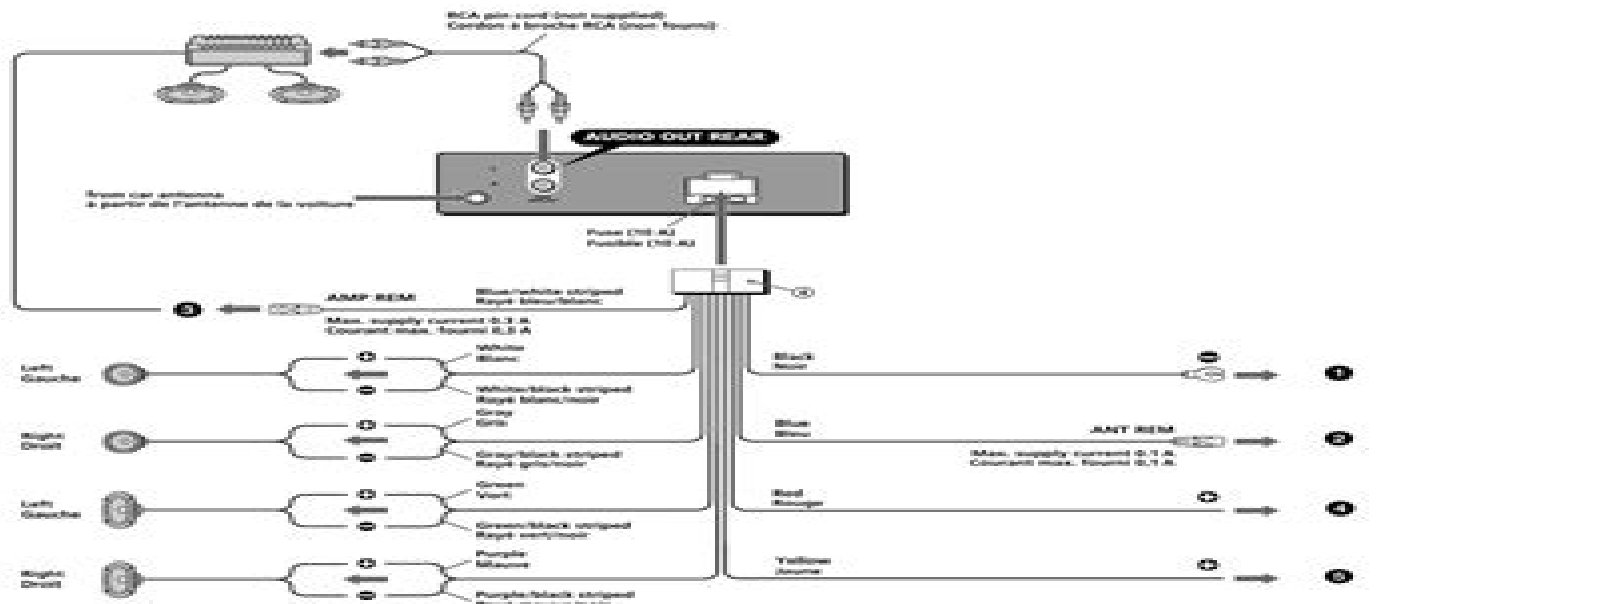 RCA pin cord (not supplied)
Cordon à broche RCA (non fourni)
AUDIO OUT REAR
from car antenna
à partir de l'antenne de la voiture
Fuse (10 A)
Fusible (10 A)
AMP REM
Blue/white striped
Rayé bleu/blanc
3
Max. supply current 0.3 A
Courant max. fourni 0,3 A
Left
Gauche
White
Blanc
White/black striped
Rayé blanc/noir
Black
Noir
1
Right
Droit
Gray
Gris
Gray/black striped
Rayé gris/noir
Blue
Bleu
ANT REM
Max. supply current 0.1 A
Courant max. fourni 0,1 A
2
Left
Gauche
Green
Vert
Green/black striped
Rayé vert/noir
Red
Rouge
4
Right
Droit
Purple
Mauve
Purple/black striped
Yellow
Jaune
5